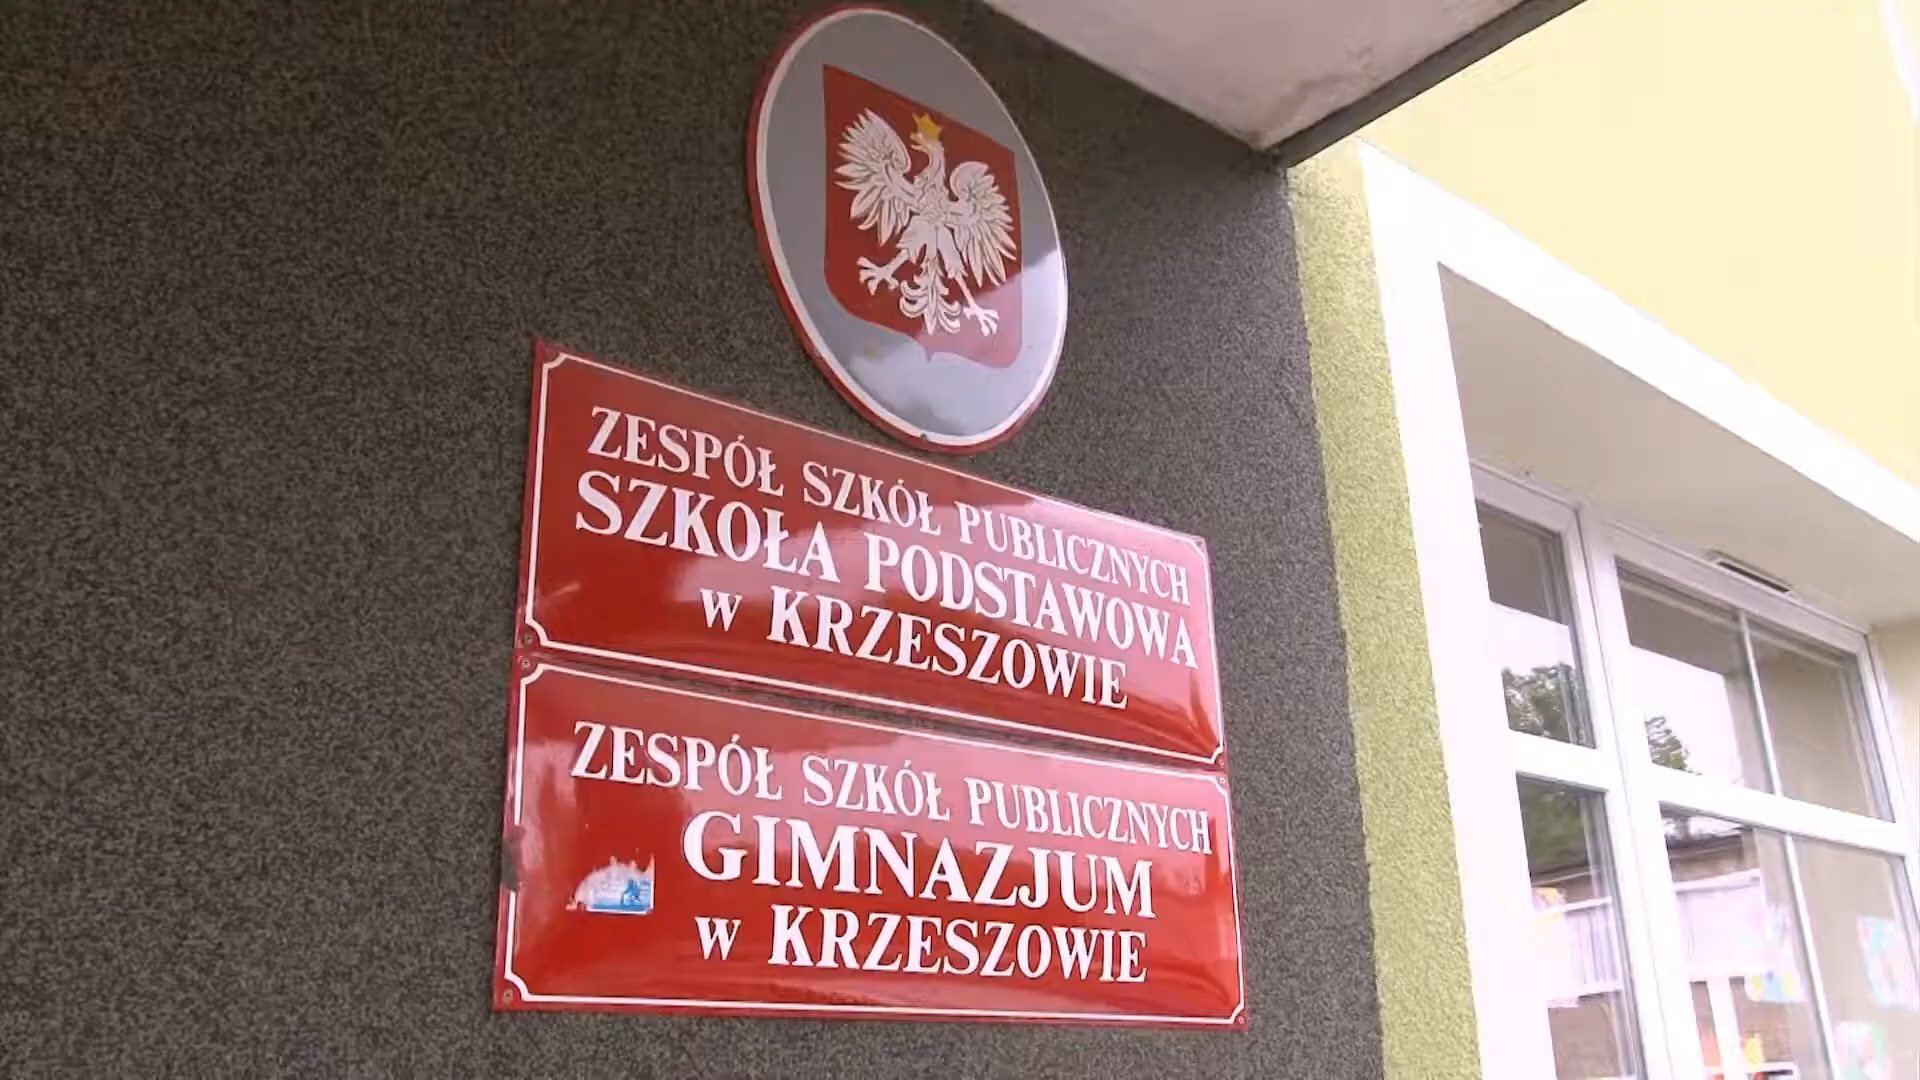 ZESPÓŁ SZKÓŁ PUBLICZNYCH
SZKOŁA PODSTAWOWA
W KRZESZOWIE
ZESPÓŁ SZKÓŁ PUBLICZNYCH
GIMNAZJUM
W KRZESZOWIE